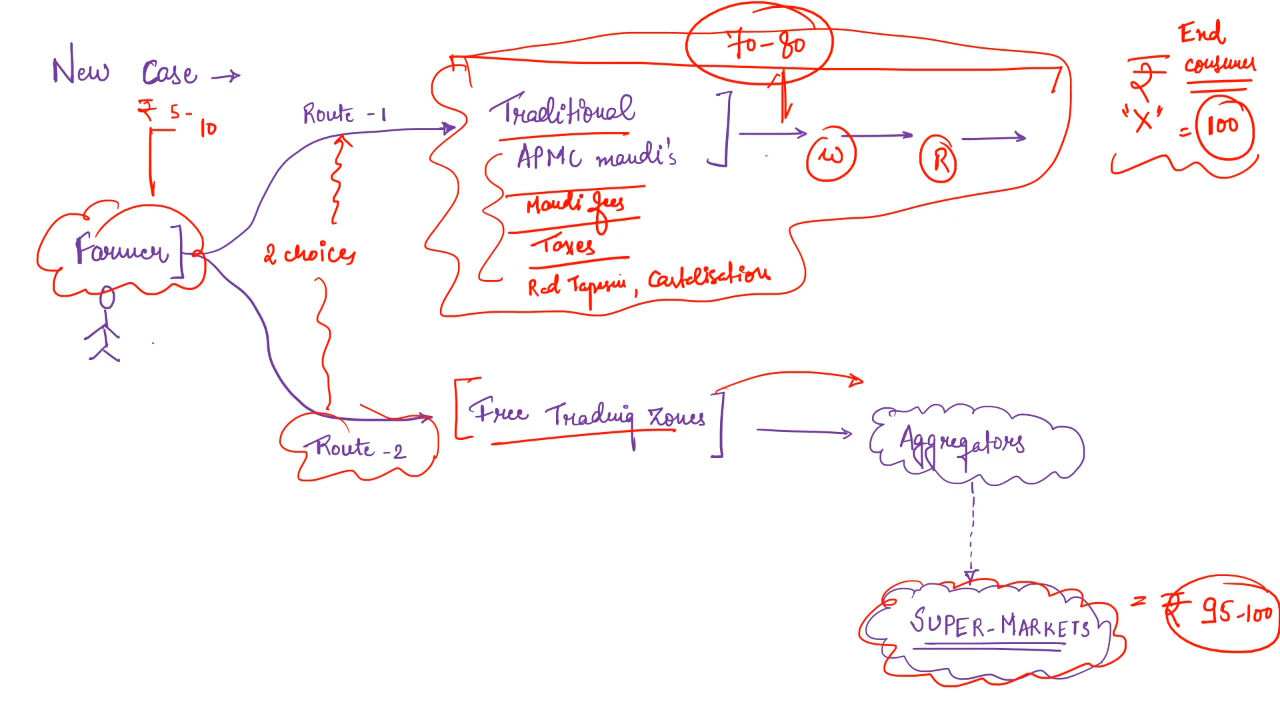 New Case →
₹ 5-10
Farmer
2 choices
Route -1
Traditional
APMC mandi's
Mandi fees
Taxes
Red Tapism, Cartelisation
70-80
W
R
End consumer
₹ "X" = 100
Route -2
Free Trading Zones
Aggregators
SUPER-MARKETS
= ₹ 95-100